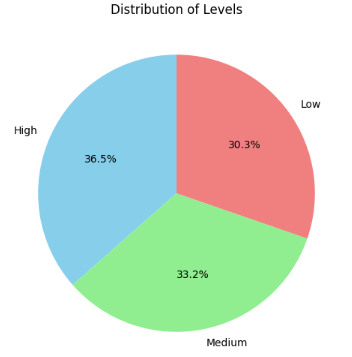 Distribution of Levels
Low
High
30.3%
36.5%
33.2%
Medium